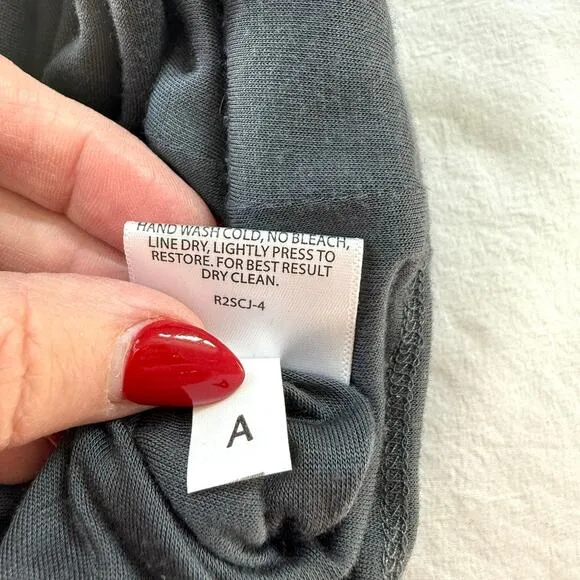 HAND WASH COLD, NO BLEACH,
LINE DRY, LIGHTLY PRESS TO
RESTORE. FOR BEST RESULT
DRY CLEAN.
R2SCJ-4
A